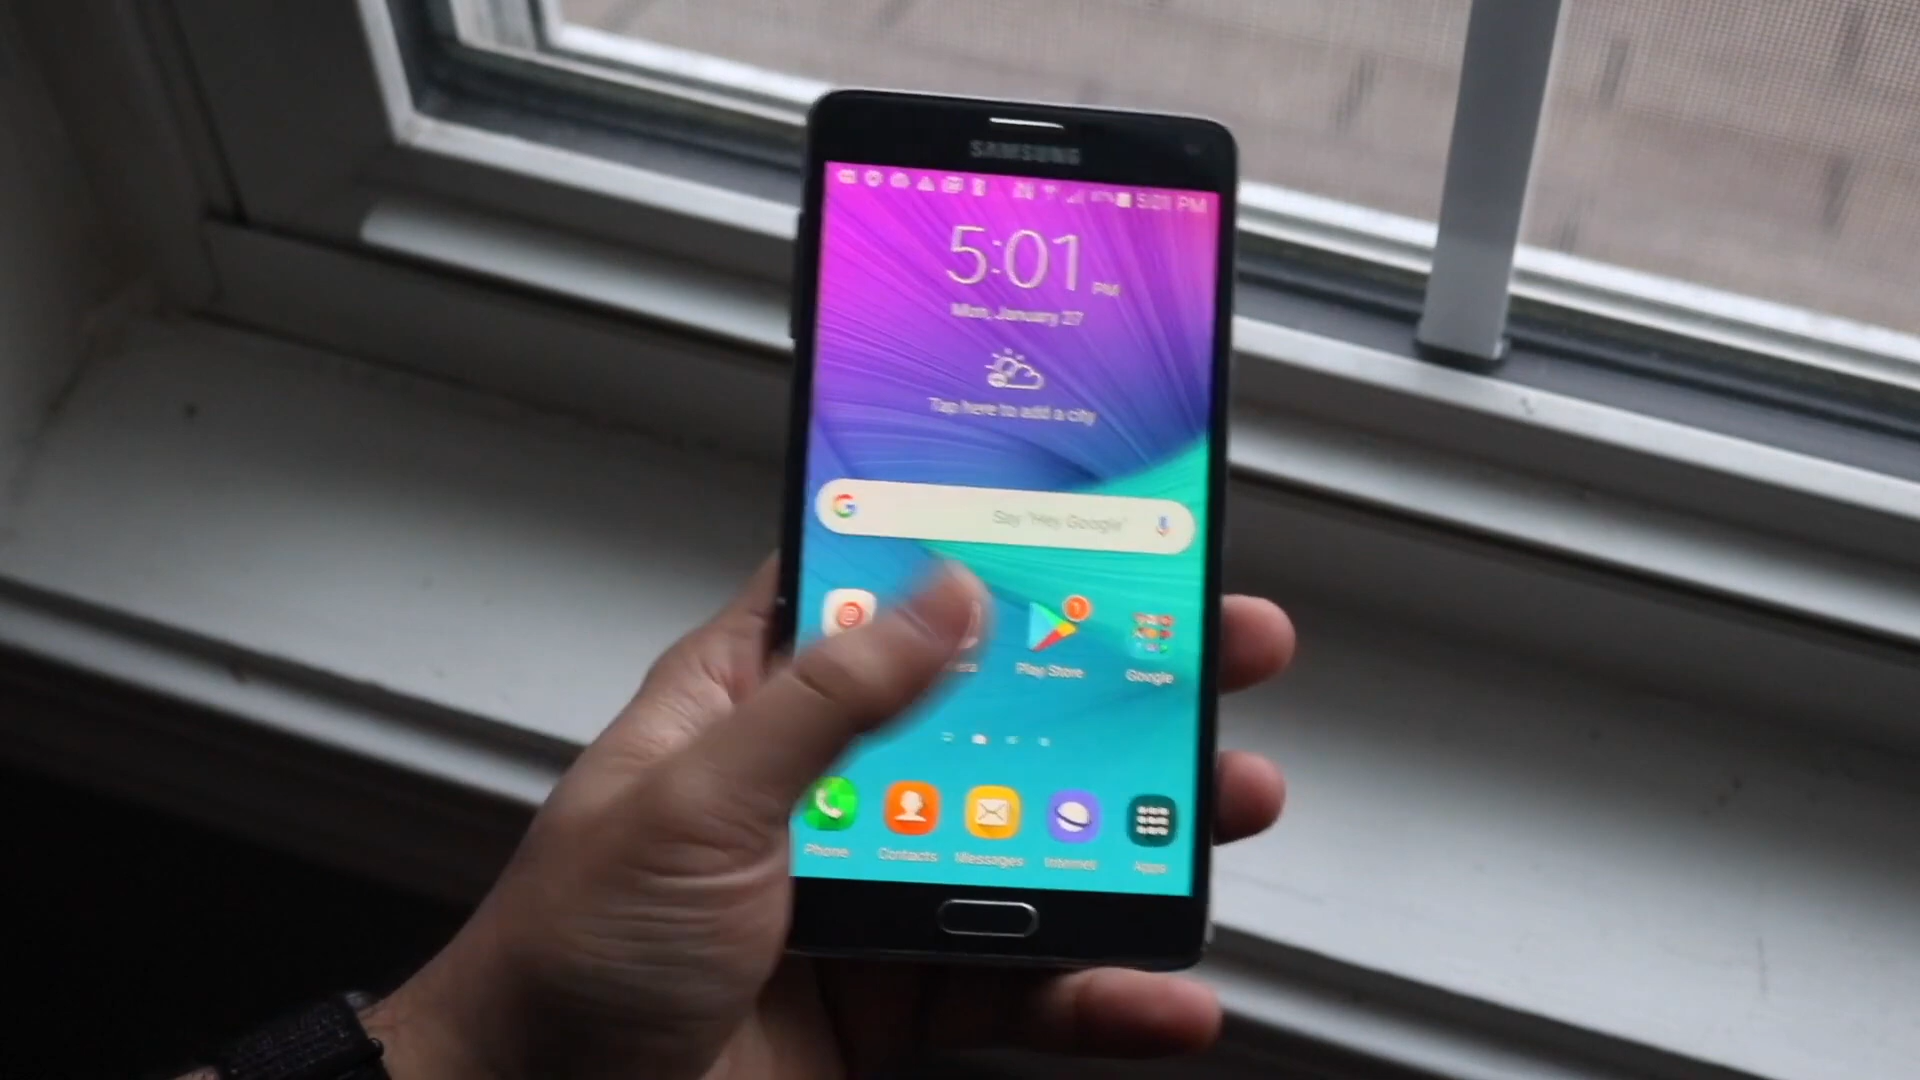 SAMSUNG
5:01 PM
5:01 PM
Mon, January 27
Tap here to add a city
Say "Hey Google"
1
Play Store
Google
Phone
Contacts
Messages
Internet
Apps